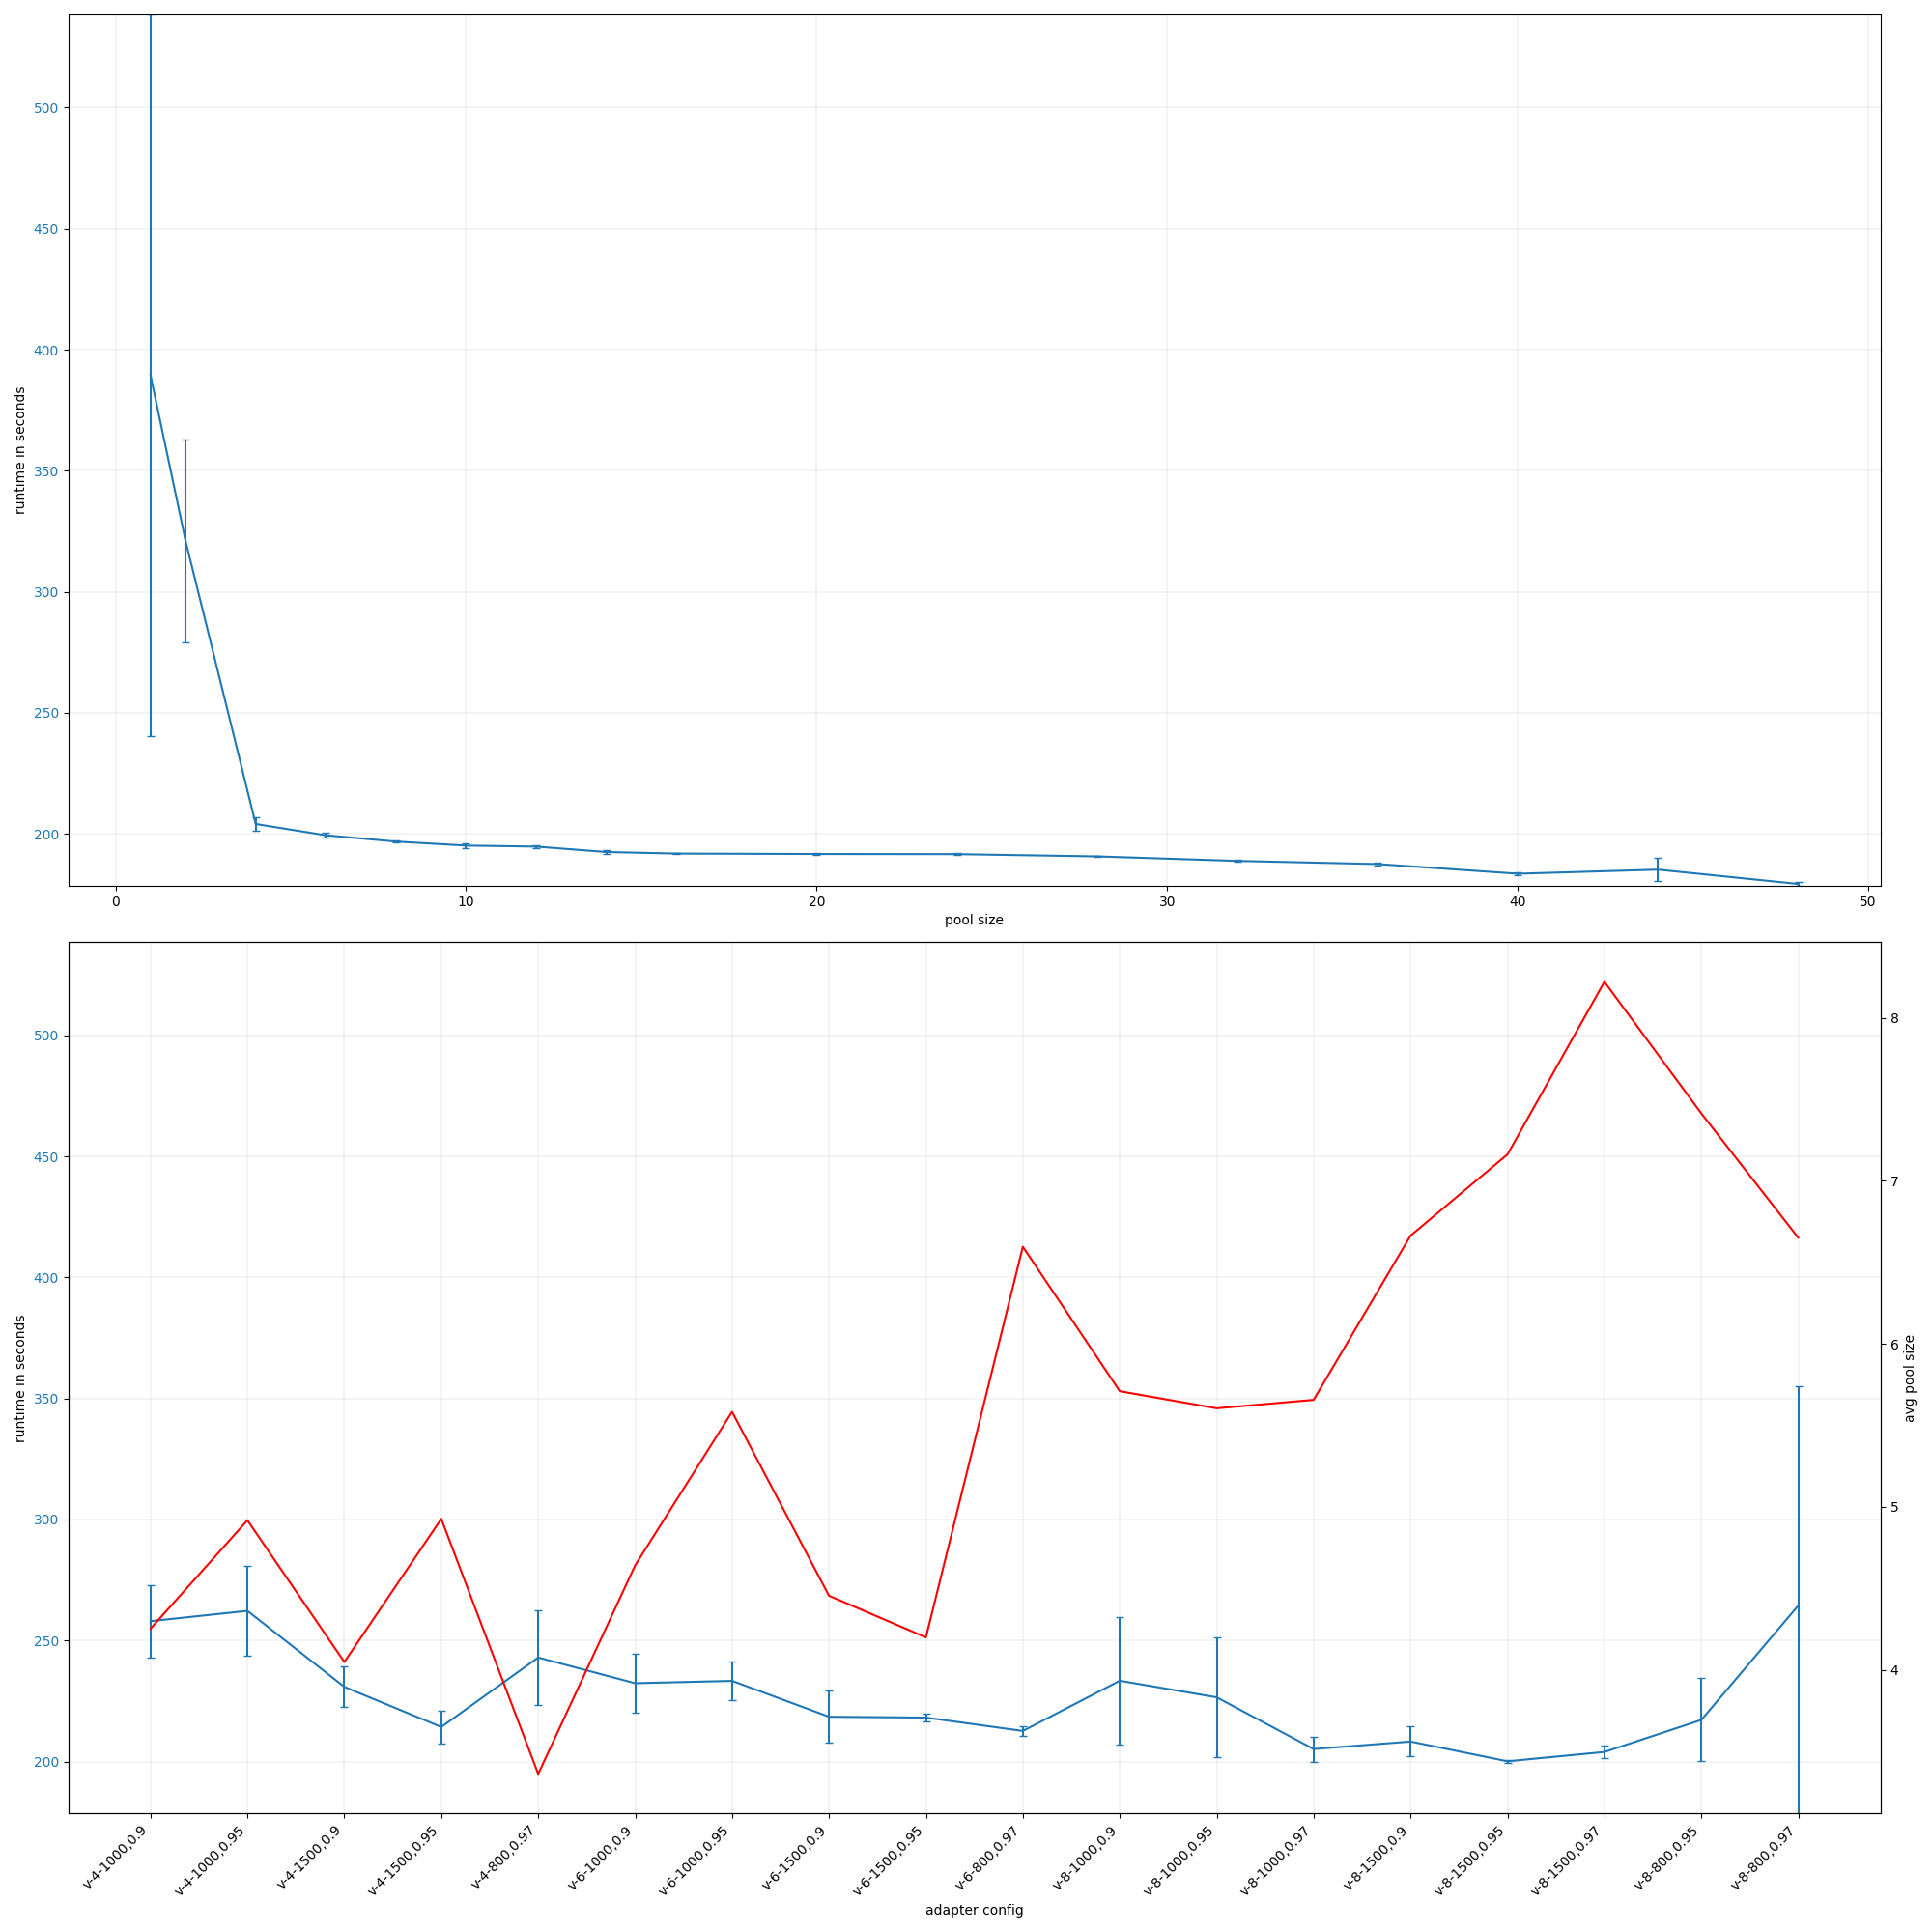 500
450
400
350
300
250
200
runtime in seconds
0 10 20 30 40 50
pool size
500
450
400
350
300
250
200
runtime in seconds
8
7
6
5
4
avg pool size
v-4-1000,0.9
v-4-1000,0.95
v-4-1500,0.9
v-4-1500,0.95
v-4-800,0.97
v-6-1000,0.9
v-6-1000,0.95
v-6-1500,0.9
v-6-1500,0.95
v-6-800,0.97
v-8-1000,0.9
v-8-1000,0.95
v-8-1000,0.97
v-8-1500,0.9
v-8-1500,0.95
v-8-1500,0.97
v-8-800,0.95
v-8-800,0.97
adapter config